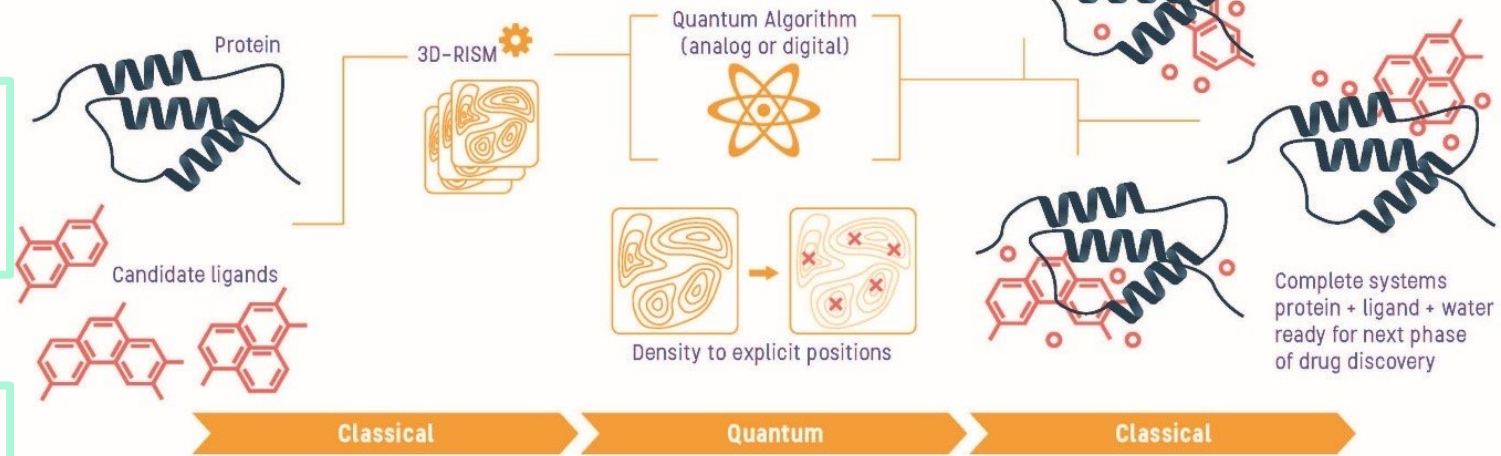 Protein
3D-RISM
Quantum Algorithm
(analog or digital)
Candidate ligands
Density to explicit positions
Complete systems
protein + ligand + water
ready for next phase
of drug discovery
Classical
Quantum
Classical